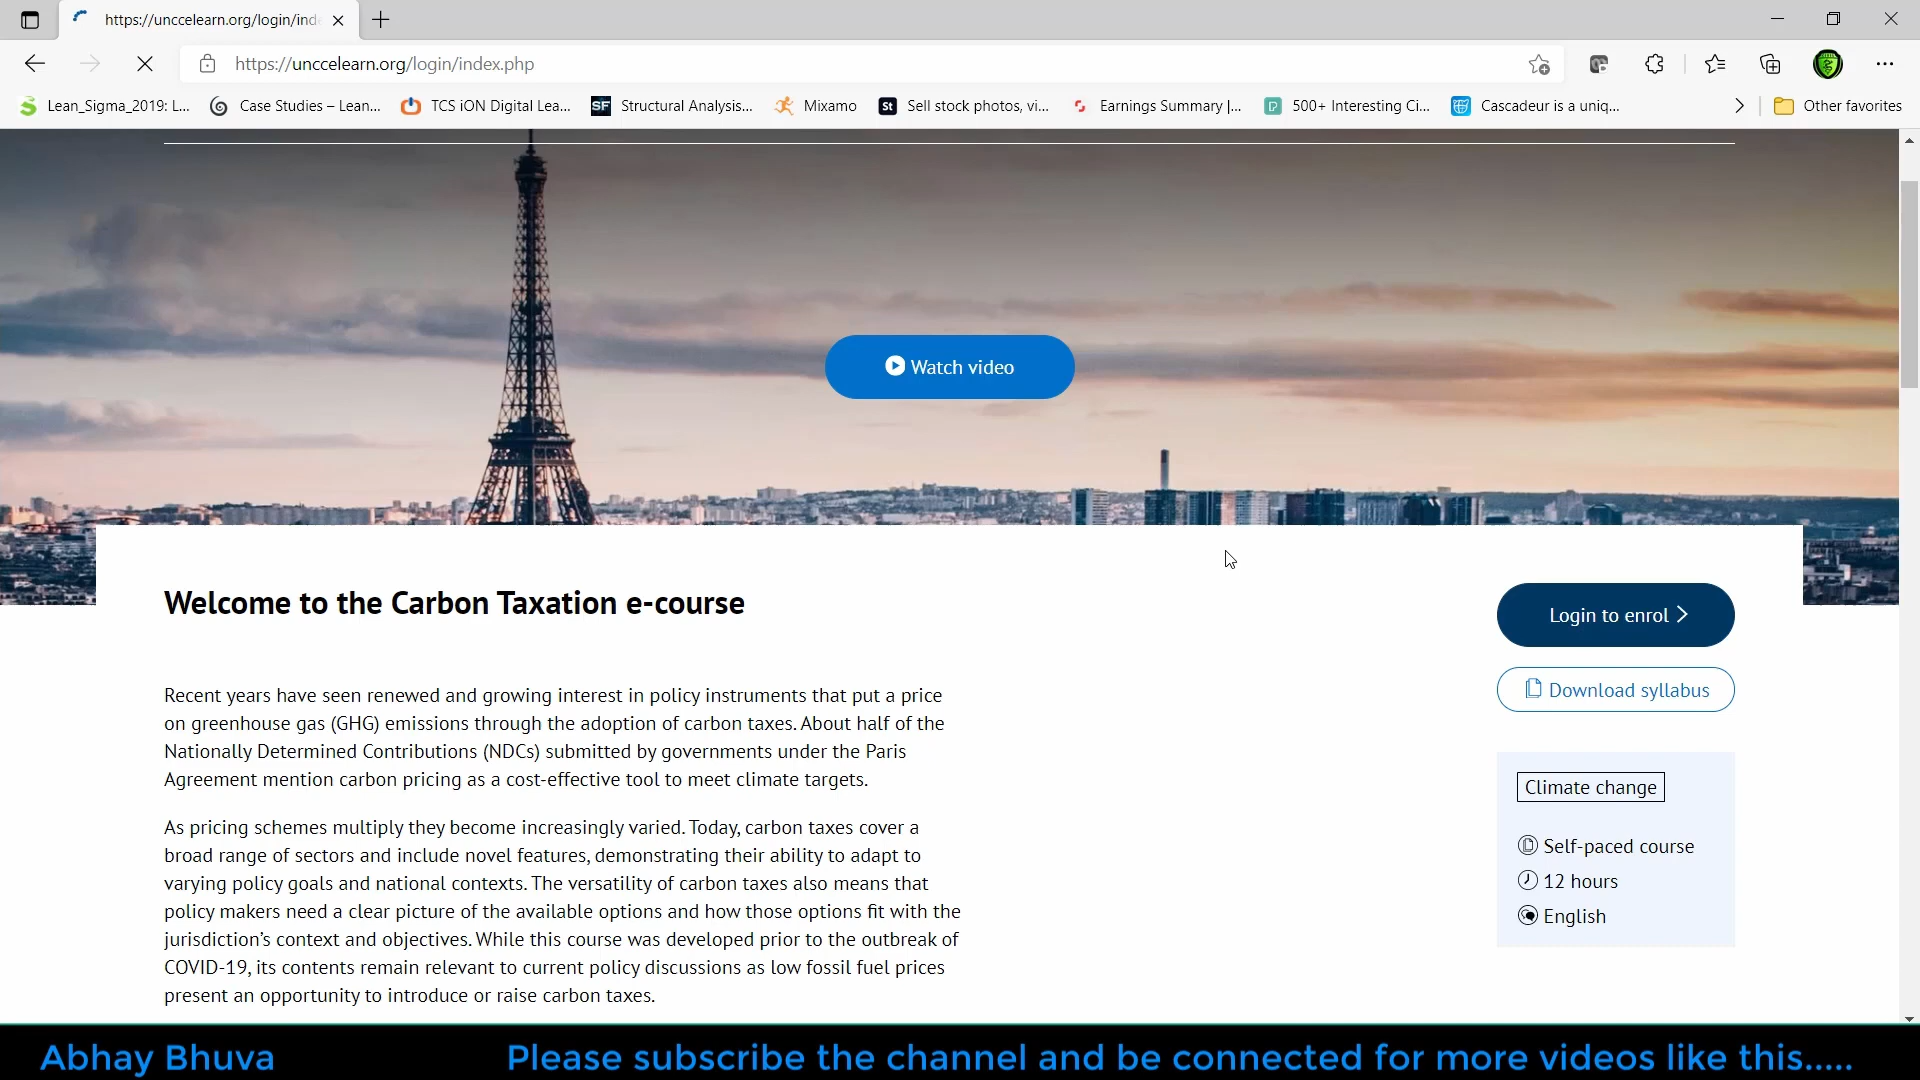 https://unccelearn.org/login/inde
https://unccelearn.org/login/index.php
Lean_Sigma_2019: L... Case Studies – Lean... TCS iON Digital Lea... SF Structural Analysis... Mixamo St Sell stock photos, vi... Earnings Summary |... 500+ Interesting Ci... Cascadeur is a uniq... Other favorites
Watch video
Welcome to the Carbon Taxation e-course
Login to enrol
Recent years have seen renewed and growing interest in policy instruments that put a price
on greenhouse gas (GHG) emissions through the adoption of carbon taxes. About half of the
Nationally Determined Contributions (NDCs) submitted by governments under the Paris
Agreement mention carbon pricing as a cost-effective tool to meet climate targets.
As pricing schemes multiply they become increasingly varied. Today, carbon taxes cover a
broad range of sectors and include novel features, demonstrating their ability to adapt to
varying policy goals and national contexts. The versatility of carbon taxes also means that
policy makers need a clear picture of the available options and how those options fit with the
jurisdiction’s context and objectives. While this course was developed prior to the outbreak of
COVID-19, its contents remain relevant to current policy discussions as low fossil fuel prices
present an opportunity to introduce or raise carbon taxes.
Download syllabus
Climate change
Self-paced course
12 hours
English
Abhay Bhuva Please subscribe the channel and be connected for more videos like this.....